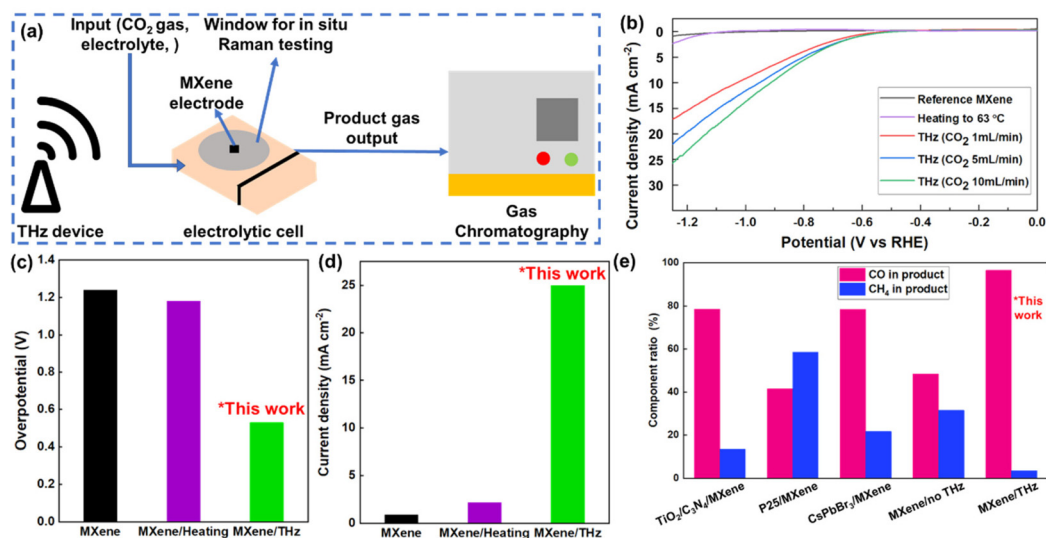 (a)
Input (CO₂ gas,
electrolyte, )
Window for in situ
Raman testing
MXene
electrode
Product gas
output
THz device
electrolytic cell
Gas
Chromatography
(b)
Current density (mA cm⁻²)
0
5
10
15
20
25
30
Reference MXene
Heating to 63 °C
THz (CO₂ 1mL/min)
THz (CO₂ 5mL/min)
THz (CO₂ 10mL/min)
-1.2
-1.0
-0.8
-0.6
-0.4
-0.2
0.0
Potential (V vs RHE)
(c)
Overpotential (V)
1.4
1.2
1.0
0.8
0.6
0.4
0.2
0.0
*This work
MXene
MXene/Heating
MXene/THz
(d)
Current density (mA cm⁻²)
25
20
15
10
5
0
*This work
MXene
MXene/Heating
MXene/THz
(e)
Component ratio (%)
100
80
60
40
20
0
CO in product
CH₄ in product
*This
work
TiO₂/C₃N₄/MXene
P25/MXene
CsPbBr₃/MXene
MXene/no THz
MXene/THz